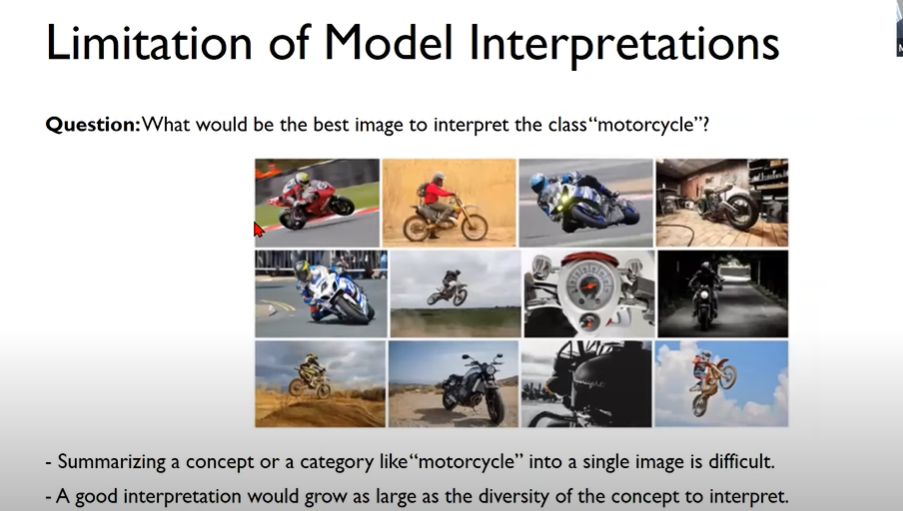 Limitation of Model Interpretations
Question: What would be the best image to interpret the class “motorcycle”?
- Summarizing a concept or a category like “motorcycle” into a single image is difficult.
- A good interpretation would grow as large as the diversity of the concept to interpret.